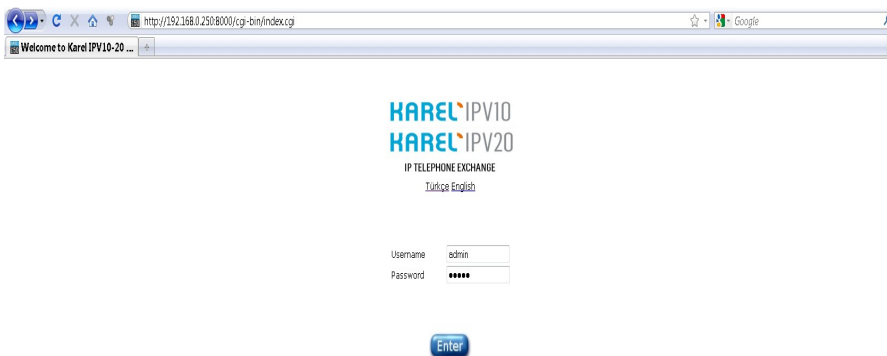 http://192.168.0.250:8000/cgi-bin/index.cgi
Google
Welcome to Karel IPV10-20 ...
KAREL IPV10
KAREL IPV20
IP TELEPHONE EXCHANGE
Türkçe English
Username admin
Password •••••
Enter